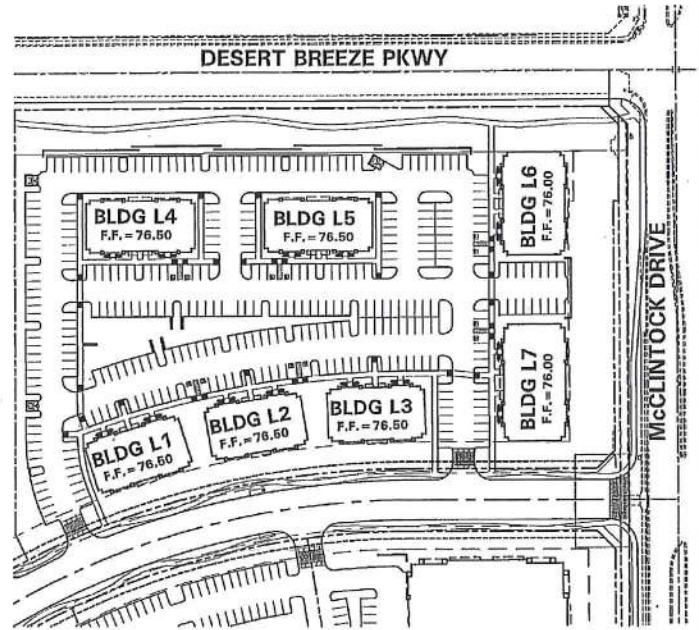 DESERT BREEZE PKWY
BLDG L4
F.F. = 76.50
BLDG L5
F.F. = 76.50
BLDG L6
F.F. = 76.00
McCLINTOCK DRIVE
BLDG L7
F.F. = 76.00
BLDG L1
F.F. = 76.50
BLDG L2
F.F. = 76.50
BLDG L3
F.F. = 76.50